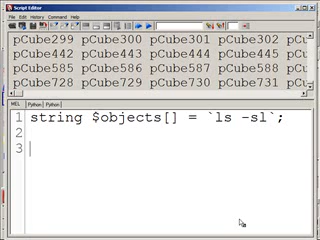 Script Editor
File Edit History Command Help
pCube299 pCube300 pCube301 pCube302
pCube442 pCube443 pCube444 pCube445
pCube585 pCube586 pCube587 pCube588
pCube728 pCube729 pCube730 pCube731
MEL Python Python
1 string $objects[] = `ls -sl`;
2
3